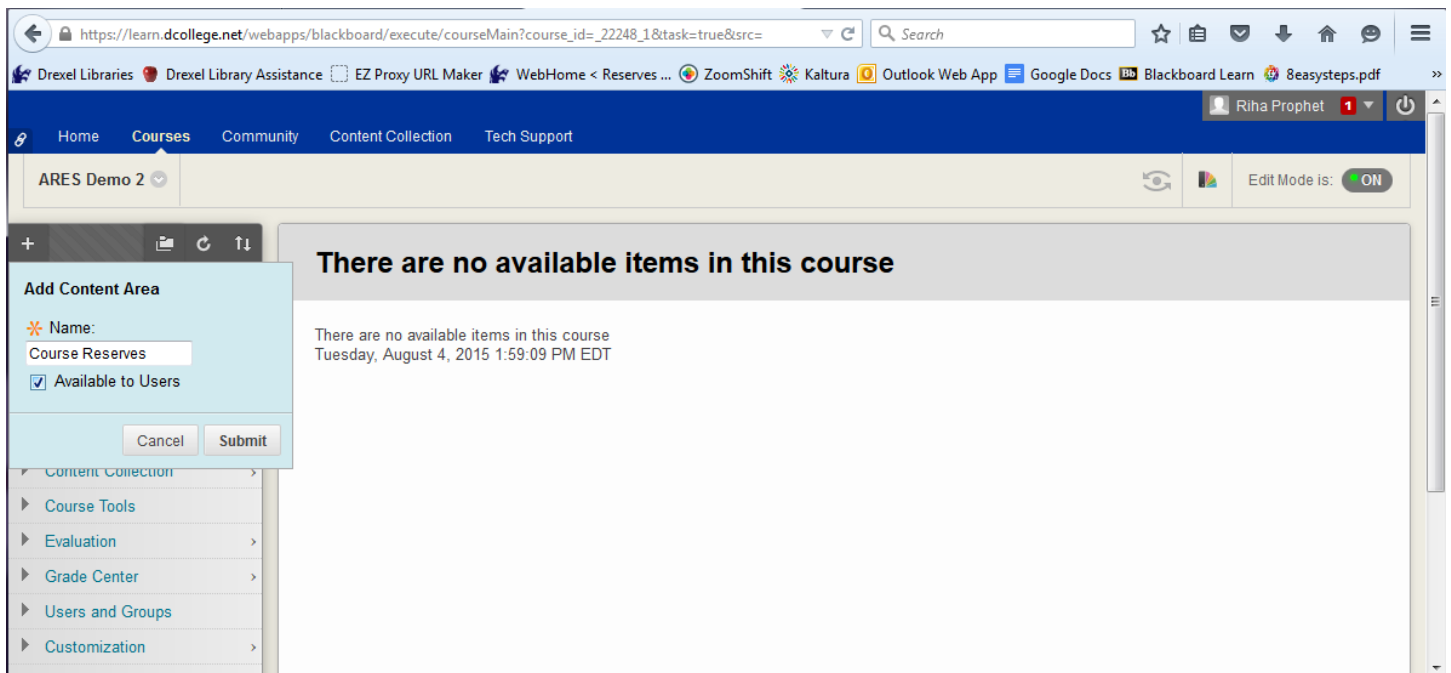 https://learn.dcollege.net/webapps/blackboard/execute/courseMain?course_id=_22248_1&task=true&src=
Search
Drexel Libraries Drexel Library Assistance EZ Proxy URL Maker WebHome < Reserves ... ZoomShift Kaltura Outlook Web App Google Docs Bb Blackboard Learn 8easysteps.pdf »
Riha Prophet 1
Home Courses Community Content Collection Tech Support
ARES Demo 2
Edit Mode is: ON
There are no available items in this course
Add Content Area
Name:
Course Reserves
Available to Users
Cancel Submit
There are no available items in this course
Tuesday, August 4, 2015 1:59:09 PM EDT
Content Collection
Course Tools
Evaluation
Grade Center
Users and Groups
Customization